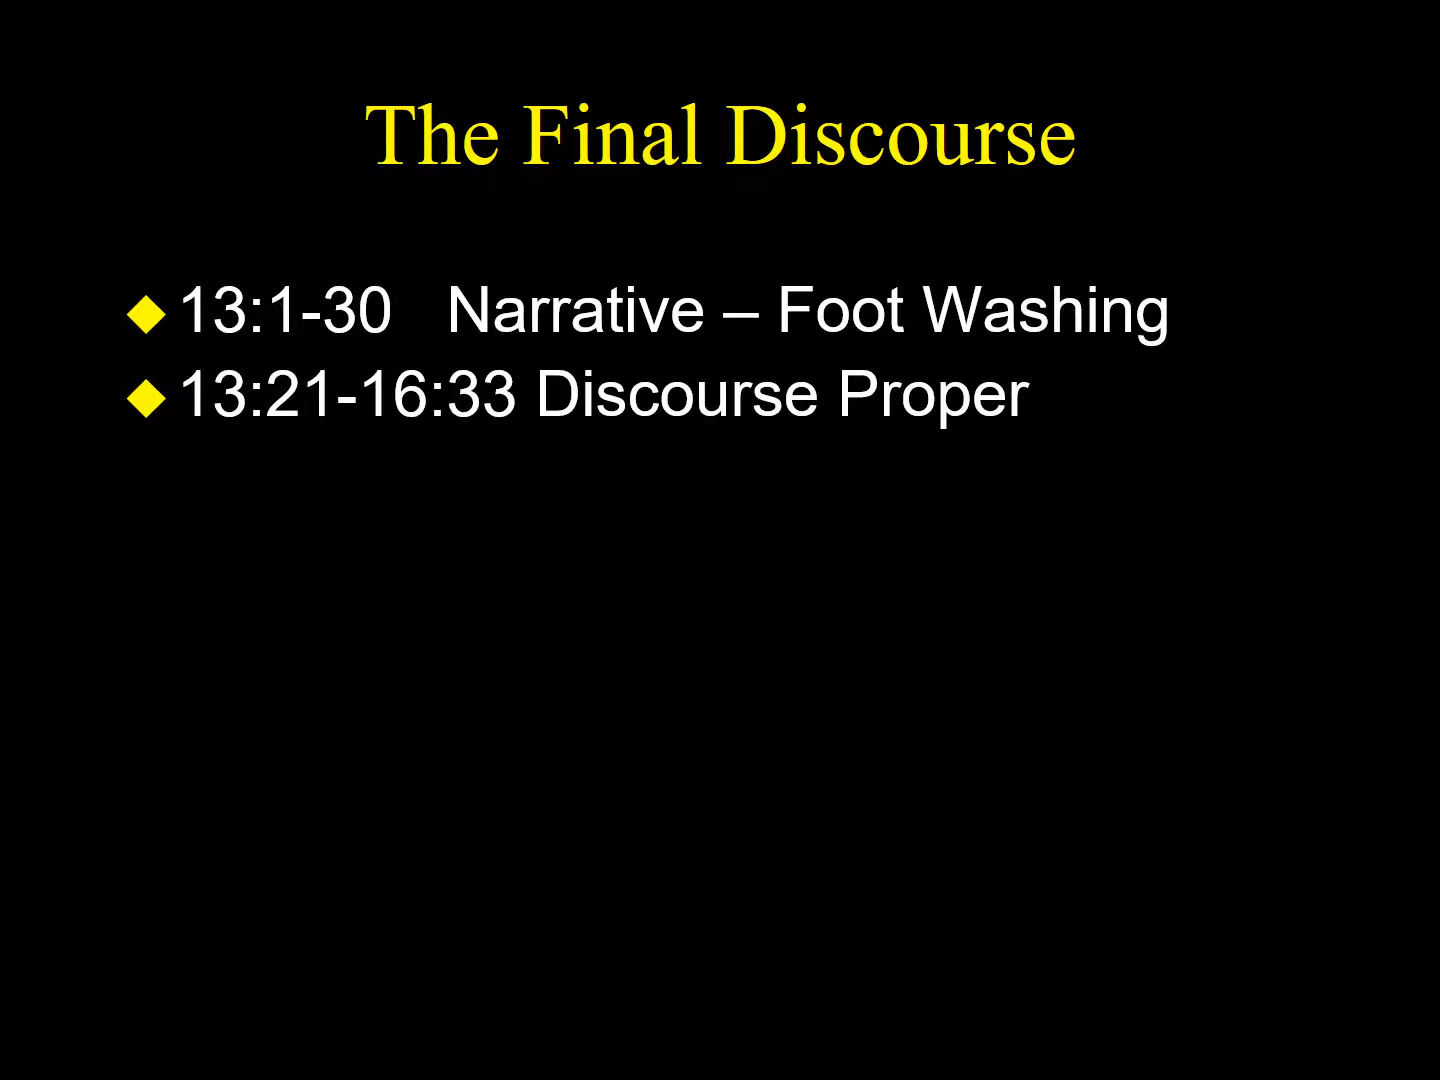 The Final Discourse
◆13:1-30 Narrative – Foot Washing
◆13:21-16:33 Discourse Proper